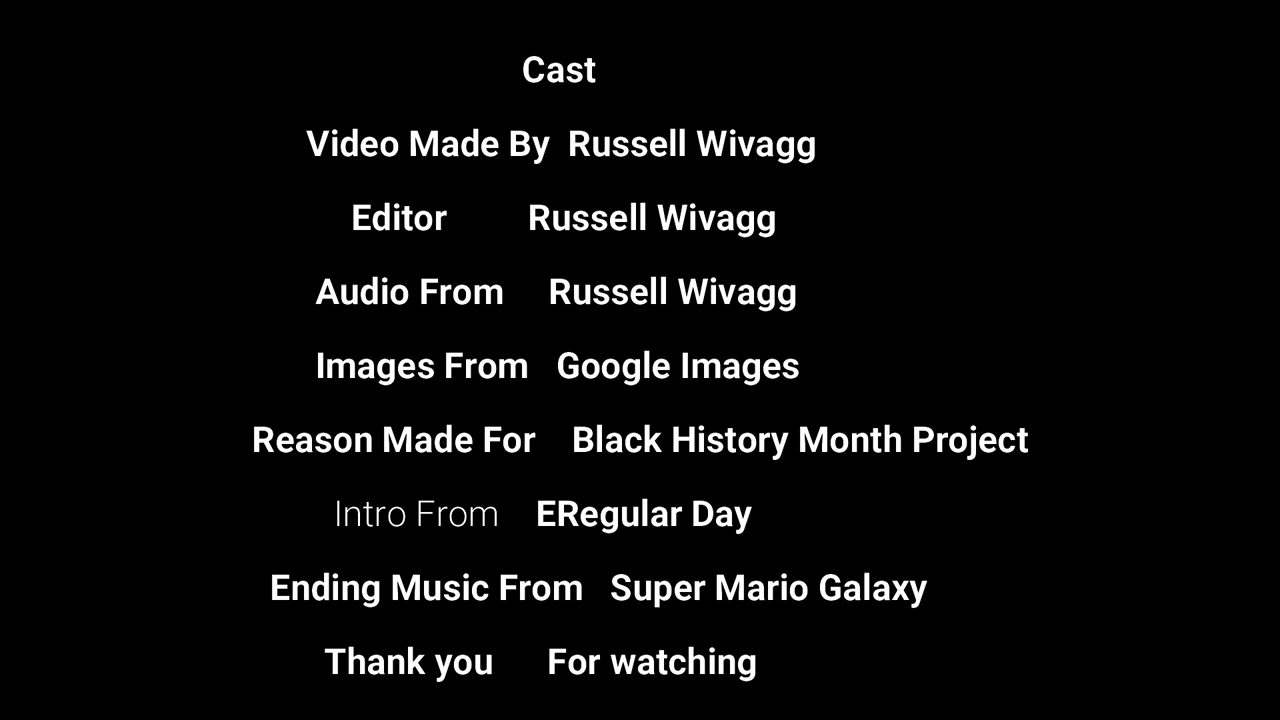 Cast
Video Made By Russell Wivagg
Editor Russell Wivagg
Audio From Russell Wivagg
Images From Google Images
Reason Made For Black History Month Project
Intro From ERegular Day
Ending Music From Super Mario Galaxy
Thank you For watching